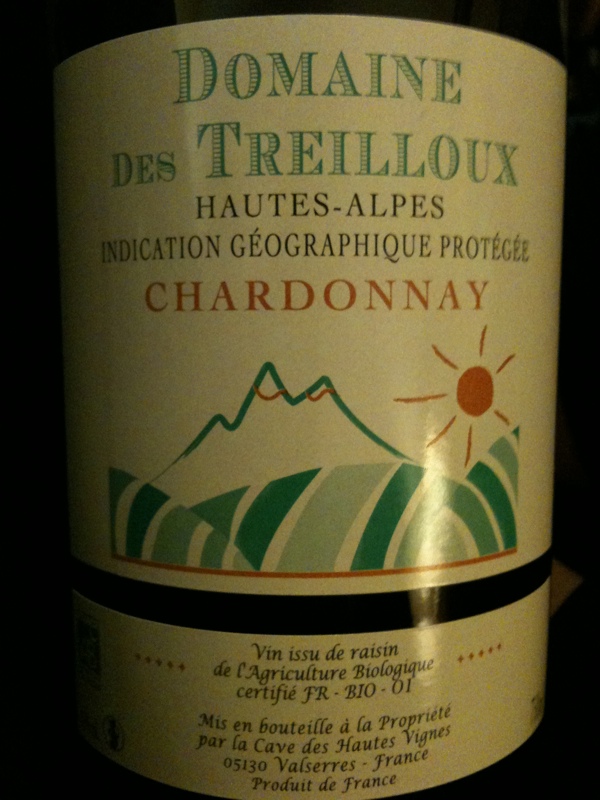 DOMAINE
DES TREILLOUX
HAUTES-ALPES
INDICATION GÉOGRAPHIQUE PROTÉGÉE
CHARDONNAY
Vin issu de raisin
de l'Agriculture Biologique
certifié FR - BIO - 01
Mis en bouteille à la Propriété
par la Cave des Hautes Vignes
05130 Valserres - France
Produit de France